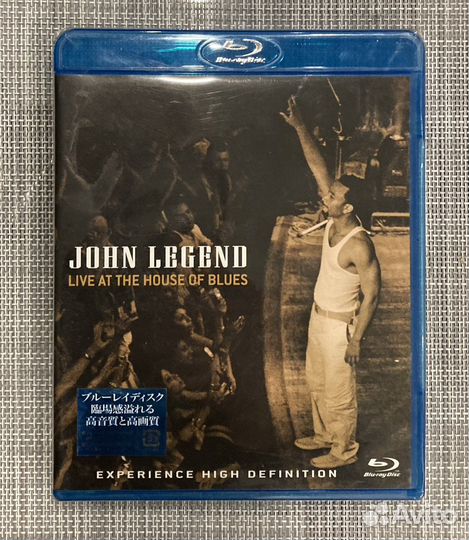 Blu-ray Disc
JOHN LEGEND
LIVE AT THE HOUSE OF BLUES
ブルーレイディスク
臨場感溢れる
高音質と高画質
EXPERIENCE HIGH DEFINITION
Blu-ray Disc
Avito